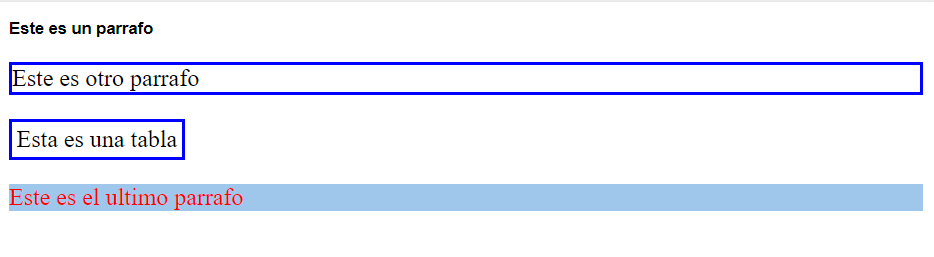 Este es un parrafo
Este es otro parrafo
Esta es una tabla
Este es el ultimo parrafo